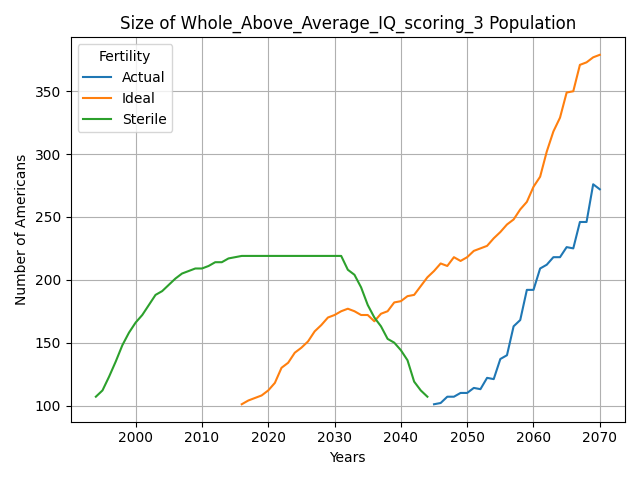 Size of Whole_Above_Average_IQ_scoring_3 Population
Fertility
Actual
Ideal
Sterile
Number of Americans
350
300
250
200
150
100
2000
2010
2020
2030
2040
2050
2060
2070
Years